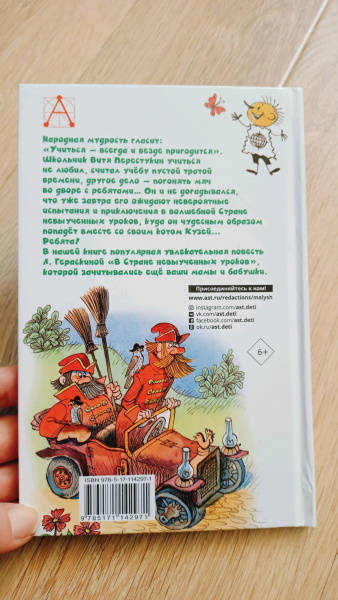 Народная мудрость гласит:
«Учиться — всегда и везде пригодится».
Школьник Витя Перестукин учиться
не любил, считал учёбу пустой тратой
времени, другое дело — погонять мяч
во дворе с ребятами... Он и не догадывался,
что уже завтра его ожидают невероятные
испытания и приключения в волшебной Стране
невыученных уроков, куда он чудесным образом
попадёт вместе со своим котом Кузей...
Ребята!
В нашей книге популярная увлекательная повесть
Л. Гераскиной «В Стране невыученных уроков»,
которой зачитывались ещё ваши мамы и бабушки.
Присоединяйтесь к нам!
www.ast.ru/redactions/malysh
instagram.com/ast.deti
vk.com/ast.deti
facebook.com/ast.deti
ok.ru/ast.deti
6+
ISBN 978-5-17-114297-1
9785171142971